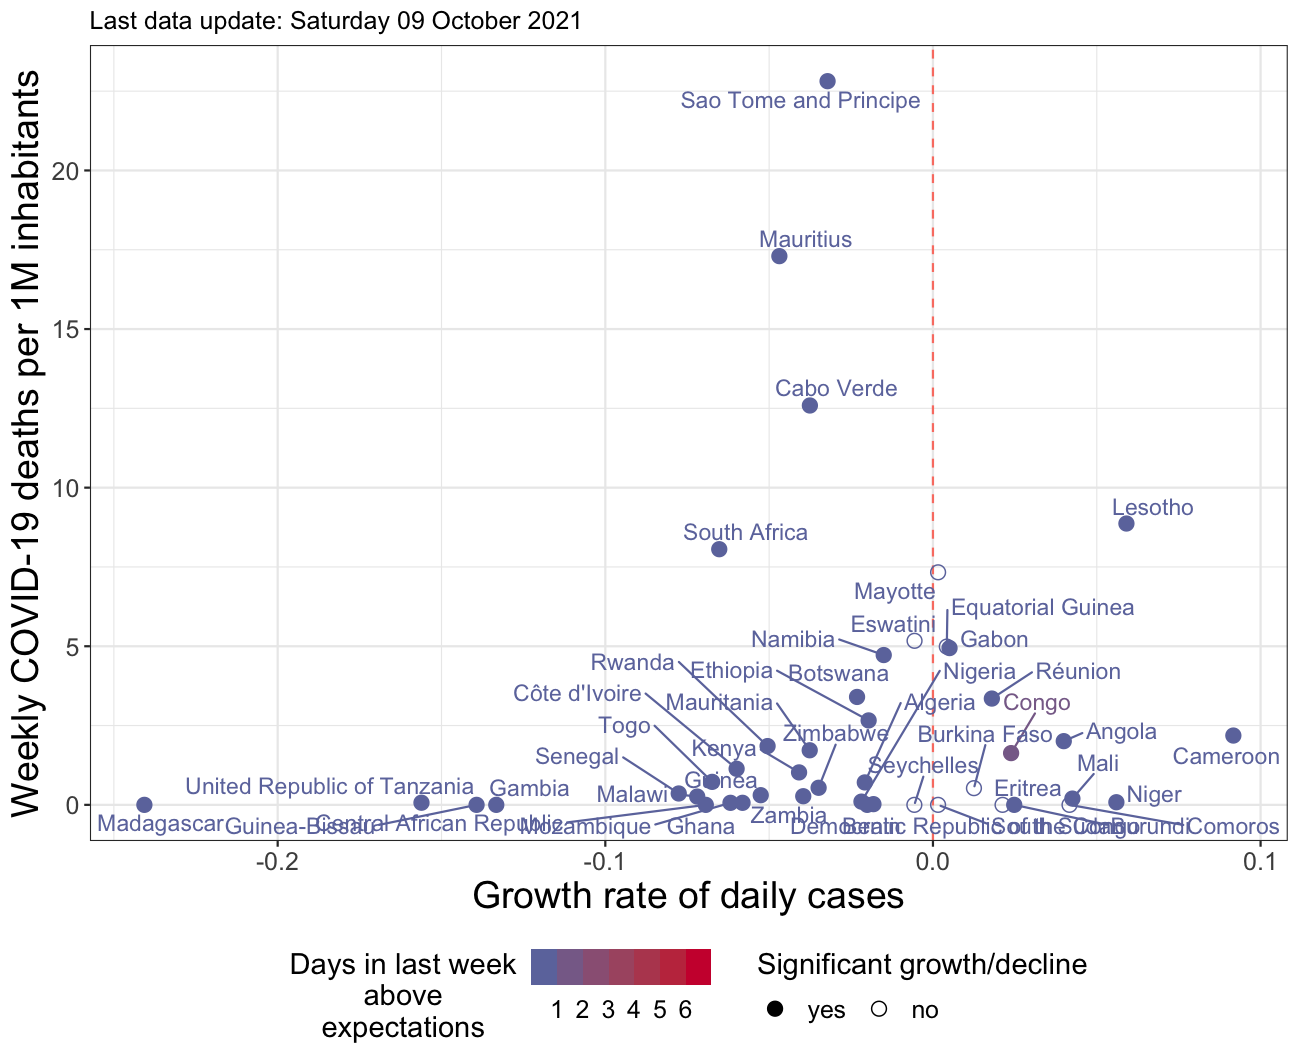 Last data update: Saturday 09 October 2021
Weekly COVID-19 deaths per 1M inhabitants
20
15
10
5
0
Sao Tome and Principe
Mauritius
Cabo Verde
Lesotho
South Africa
Mayotte
Equatorial Guinea
Eswatini
Namibia
Gabon
Rwanda
Ethiopia
Botswana
Nigeria
Réunion
Côte d'Ivoire
Mauritania
Algeria
Congo
Togo
Zimbabwe
Burkina Faso
Angola
Kenya
Senegal
Seychelles
Mali
Cameroon
United Republic of Tanzania
Gambia
Malawi
Guinea
Eritrea
Niger
Zambia
Madagascar
Guinea-Bissau
Central African Republic
Mozambique
Ghana
Democratic Republic of the Congo
Benin
South Sudan
Burundi
Comoros
-0.2
-0.1
0.0
0.1
Growth rate of daily cases
Days in last week
above
expectations
1 2 3 4 5 6
Significant growth/decline
yes
no